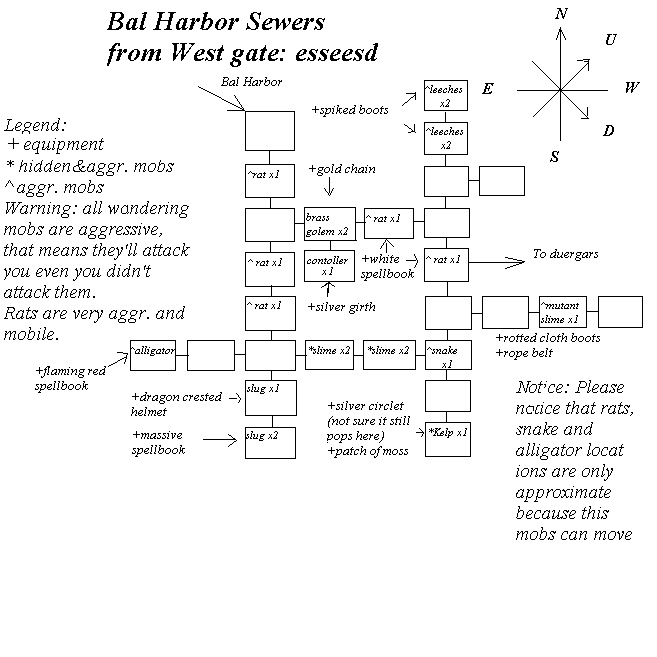 Bal Harbor Sewers
from West gate: esseesd
N
U
E
W
D
S
Bal Harbor
+spiked boots
^leeches
x2
^leeches
x2
Legend:
+ equipment
* hidden&aggr. mobs
^ aggr. mobs
Warning: all wondering
mobs are aggressive,
that means they'll attack
you even you didn't
attack them.
Rats are very aggr. and
mobile.
^rat x1
+gold chain
brass
golem x2
^ rat x1
^ rat x1
contoller
x1
+white
spellbook
^ rat x1
To duergars
+silver girth
^ rat x1
^mutant
slime x1
+rotted cloth boots
+rope belt
^alligator
*slime x2
*slime x2
^snake
x1
+flaming red
spellbook
slug x1
+dragon crested
helmet
+massive
spellbook
slug x2
+silver circlet
(not sure it still
pops here)
+patch of moss
*Kelp x1
Notice: Please
notice that rats,
snake and
alligator locat
ions are only
approximate
because this
mobs can move